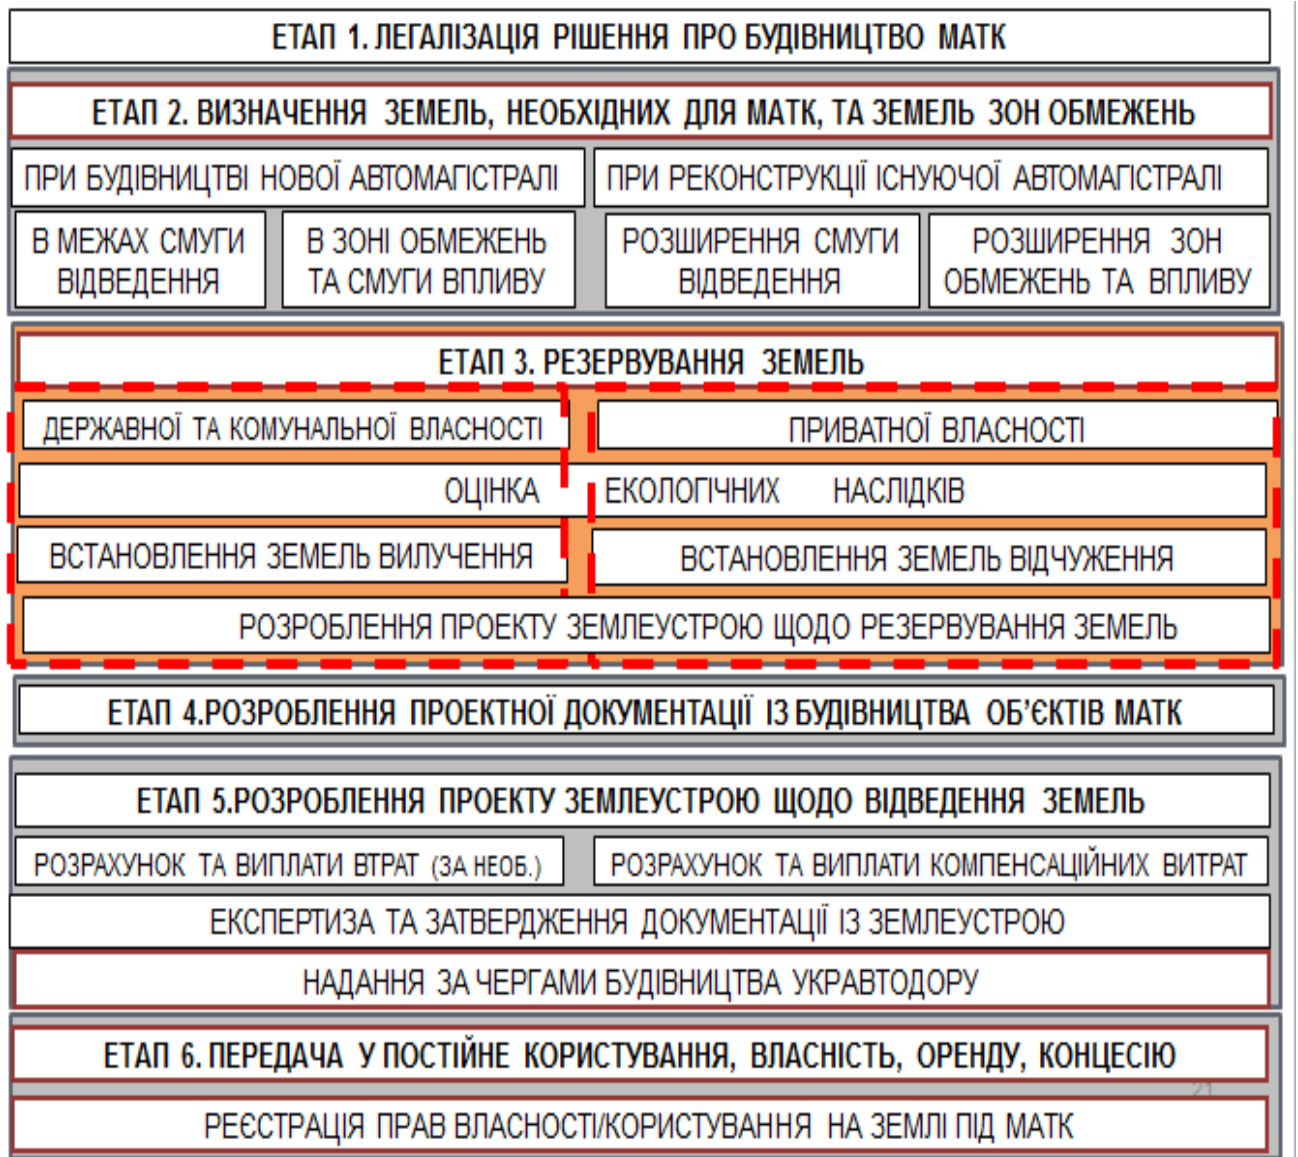 ЕТАП 1. ЛЕГАЛІЗАЦІЯ РІШЕННЯ ПРО БУДІВНИЦТВО МАТК
ЕТАП 2. ВИЗНАЧЕННЯ ЗЕМЕЛЬ, НЕОБХІДНИХ ДЛЯ МАТК, ТА ЗЕМЕЛЬ ЗОН ОБМЕЖЕНЬ
ПРИ БУДІВНИЦТВІ НОВОЇ АВТОМАГІСТРАЛІ
ПРИ РЕКОНСТРУКЦІЇ ІСНУЮЧОЇ АВТОМАГІСТРАЛІ
В МЕЖАХ СМУГИ
ВІДВЕДЕННЯ
В ЗОНІ ОБМЕЖЕНЬ
ТА СМУГИ ВПЛИВУ
РОЗШИРЕННЯ СМУГИ
ВІДВЕДЕННЯ
РОЗШИРЕННЯ ЗОН
ОБМЕЖЕНЬ ТА ВПЛИВУ
ЕТАП 3. РЕЗЕРВУВАННЯ ЗЕМЕЛЬ
ДЕРЖАВНОЇ ТА КОМУНАЛЬНОЇ ВЛАСНОСТІ
ПРИВАТНОЇ ВЛАСНОСТІ
ОЦІНКА ЕКОЛОГІЧНИХ НАСЛІДКІВ
ВСТАНОВЛЕННЯ ЗЕМЕЛЬ ВИЛУЧЕННЯ
ВСТАНОВЛЕННЯ ЗЕМЕЛЬ ВІДЧУЖЕННЯ
РОЗРОБЛЕННЯ ПРОЕКТУ ЗЕМЛЕУСТРОЮ ЩОДО РЕЗЕРВУВАННЯ ЗЕМЕЛЬ
ЕТАП 4.РОЗРОБЛЕННЯ ПРОЕКТНОЇ ДОКУМЕНТАЦІЇ ІЗ БУДІВНИЦТВА ОБ’ЄКТІВ МАТК
ЕТАП 5.РОЗРОБЛЕННЯ ПРОЕКТУ ЗЕМЛЕУСТРОЮ ЩОДО ВІДВЕДЕННЯ ЗЕМЕЛЬ
РОЗРАХУНОК ТА ВИПЛАТИ ВТРАТ (ЗА НЕОБ.)
РОЗРАХУНОК ТА ВИПЛАТИ КОМПЕНСАЦІЙНИХ ВИТРАТ
ЕКСПЕРТИЗА ТА ЗАТВЕРДЖЕННЯ ДОКУМЕНТАЦІЇ ІЗ ЗЕМЛЕУСТРОЮ
НАДАННЯ ЗА ЧЕРГАМИ БУДІВНИЦТВА УКРАВТОДОРУ
ЕТАП 6. ПЕРЕДАЧА У ПОСТІЙНЕ КОРИСТУВАННЯ, ВЛАСНІСТЬ, ОРЕНДУ, КОНЦЕСІЮ
21
РЕЄСТРАЦІЯ ПРАВ ВЛАСНОСТІ/КОРИСТУВАННЯ НА ЗЕМЛІ ПІД МАТК